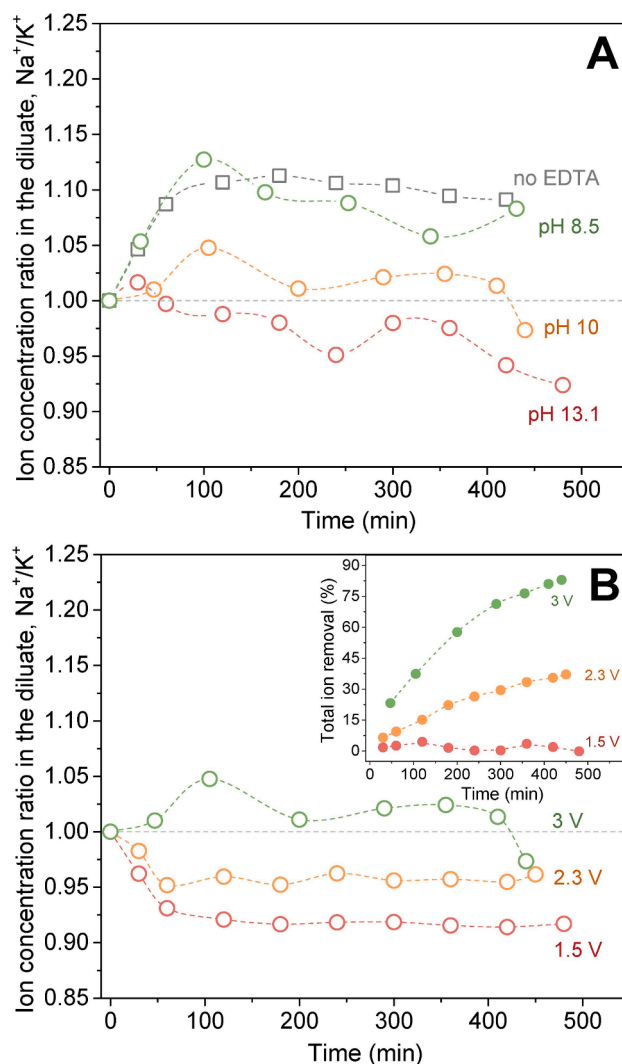 A
Ion concentration ratio in the diluate, Na⁺/K⁺
1.25
1.20
1.15
1.10
1.05
1.00
0.95
0.90
0.85
no EDTA
pH 8.5
pH 10
pH 13.1
0 100 200 300 400 500
Time (min)
B
Ion concentration ratio in the diluate, Na⁺/K⁺
1.25
1.20
1.15
1.10
1.05
1.00
0.95
0.90
0.85
Total ion removal (%)
90
75
60
45
30
15
0
3 V
2.3 V
1.5 V
0 100 200 300 400 500
Time (min)
3 V
2.3 V
1.5 V
0 100 200 300 400 500
Time (min)